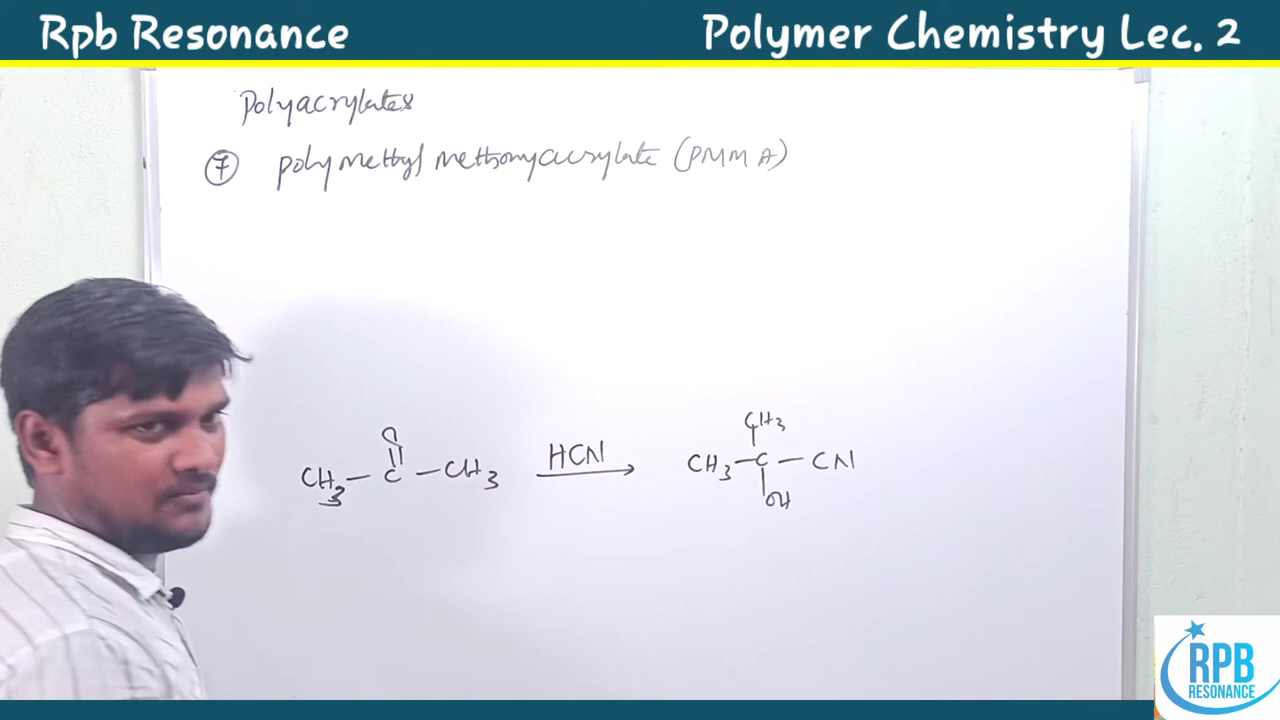 Rpb Resonance
Polymer Chemistry Lec. 2
Polyacrylates
⑦ polymethyl methoxyacrylate (PMMA)
O
CH3 — C — CH3
HCN
CH3
CH3 — C — CN
OH
RPB
RESONANCE